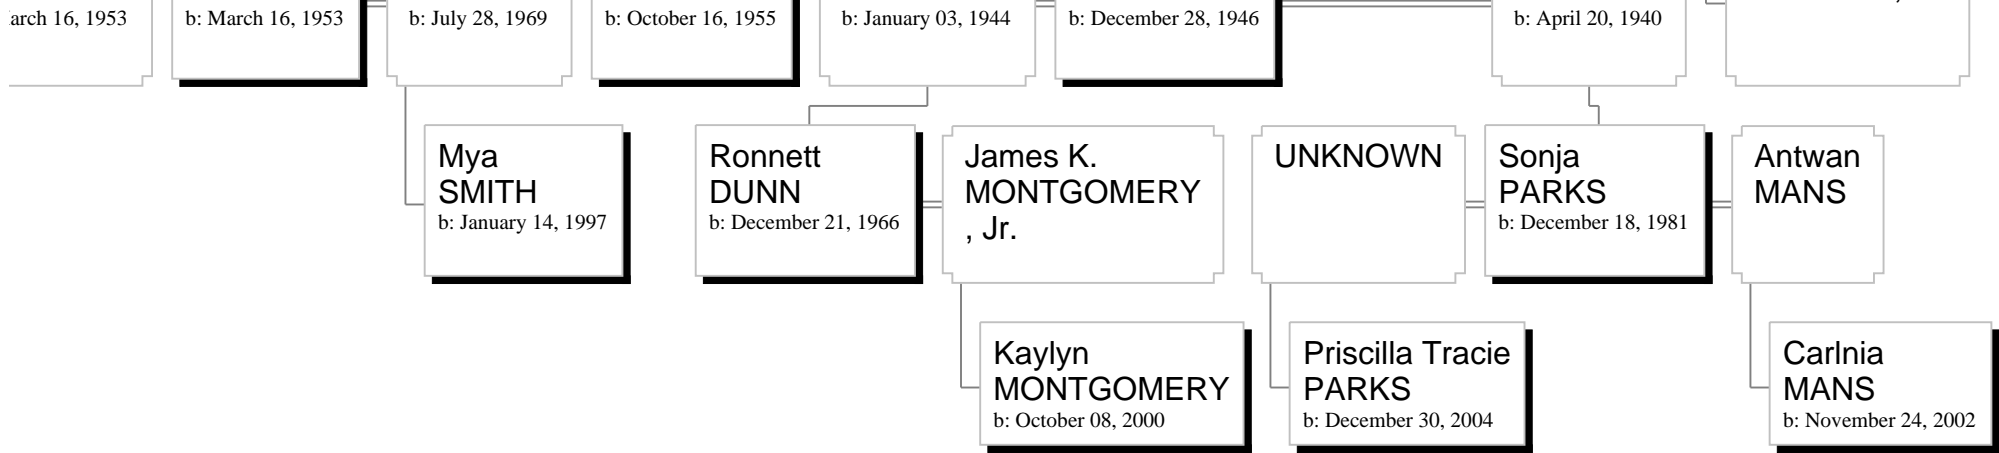 16, 1953
b: March 16, 1953
b: July 28, 1969
b: October 16, 1955
b: January 03, 1944
b: December 28, 1946
b: April 20, 1940
Mya
SMITH
b: January 14, 1997
Ronnett
DUNN
b: December 21, 1966
James K.
MONTGOMERY
, Jr.
UNKNOWN
Sonja
PARKS
b: December 18, 1981
Antwan
MANS
Kaylyn
MONTGOMERY
b: October 08, 2000
Priscilla Tracie
PARKS
b: December 30, 2004
Carlnia
MANS
b: November 24, 2002